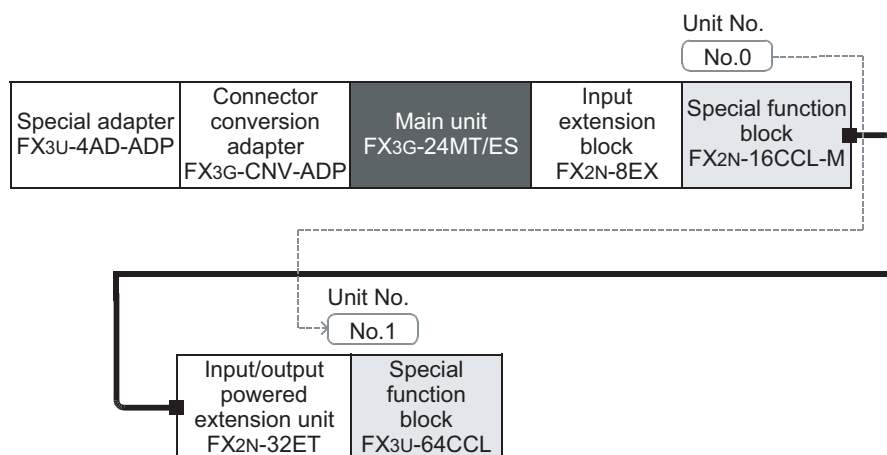 Unit No.
No.0
Special adapter
FX3U-4AD-ADP
Connector
conversion
adapter
FX3G-CNV-ADP
Main unit
FX3G-24MT/ES
Input
extension
block
FX2N-8EX
Special function
block
FX2N-16CCL-M
Unit No.
No.1
Input/output
powered
extension unit
FX2N-32ET
Special
function
block
FX3U-64CCL